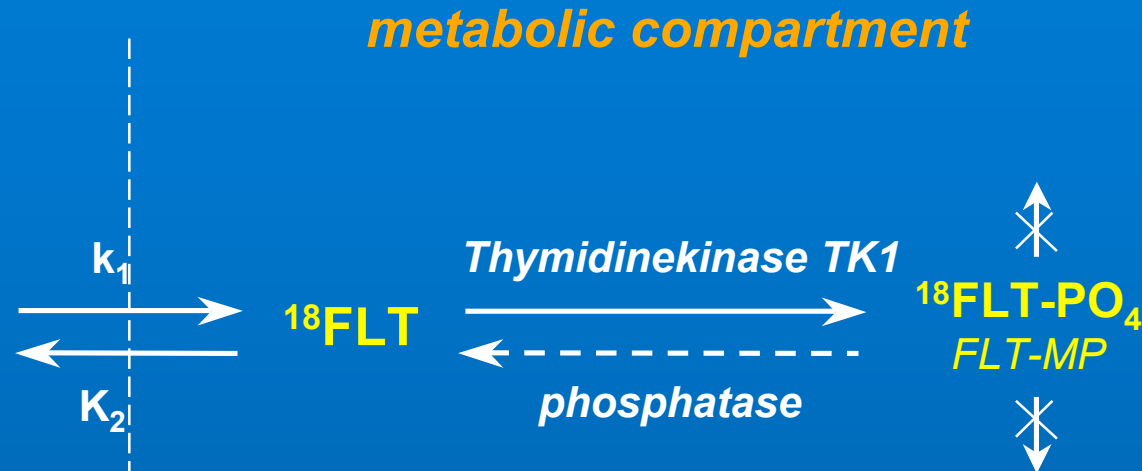 metabolic compartment
k₁
Thymidinekinase TK1
¹⁸FLT
¹⁸FLT-PO₄
FLT-MP
K₂
phosphatase